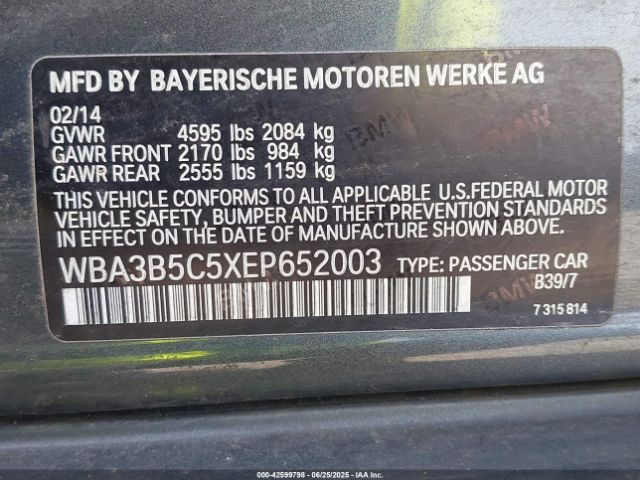 MFD BY BAYERISCHE MOTOREN WERKE AG
02/14
GVWR 4595 lbs 2084 kg
GAWR FRONT 2170 lbs 984 kg
GAWR REAR 2555 lbs 1159 kg
THIS VEHICLE CONFORMS TO ALL APPLICABLE U.S.FEDERAL MOTOR
VEHICLE SAFETY, BUMPER AND THEFT PREVENTION STANDARDS
IN EFFECT ON THE DATE OF MANUFACTURE SHOWN ABOVE.
WBA3B5C5XEP652003 TYPE: PASSENGER CAR
B39/7
7 315 814
000-42599798 - 06/25/2025 - IAAI.com